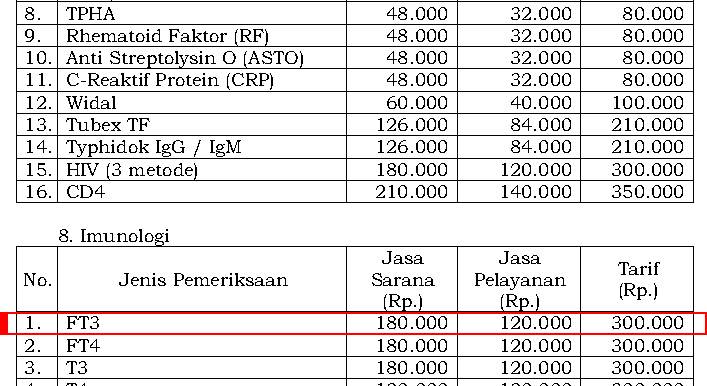 8. TPHA 48.000 32.000 80.000
9. Rhematoid Faktor (RF) 48.000 32.000 80.000
10. Anti Streptolysin O (ASTO) 48.000 32.000 80.000
11. C-Reaktif Protein (CRP) 48.000 32.000 80.000
12. Widal 60.000 40.000 100.000
13. Tubex TF 126.000 84.000 210.000
14. Typhidok IgG / IgM 126.000 84.000 210.000
15. HIV (3 metode) 180.000 120.000 300.000
16. CD4 210.000 140.000 350.000
8. Imunologi
No. Jenis Pemeriksaan Jasa Sarana (Rp.) Jasa Pelayanan (Rp.) Tarif (Rp.)
1. FT3 180.000 120.000 300.000
2. FT4 180.000 120.000 300.000
3. T3 180.000 120.000 300.000